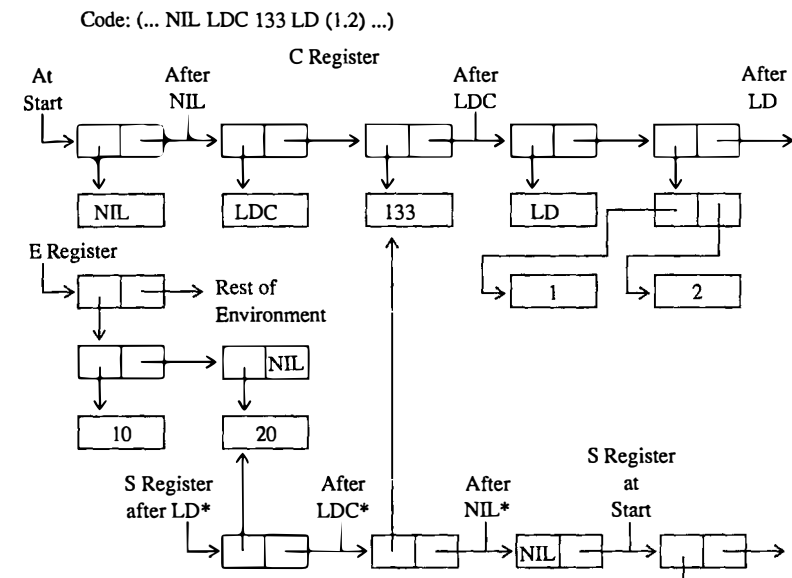 Code: (... NIL LDC 133 LD (1.2) ...)
C Register
At
Start
After
NIL
After
LDC
After
LD
NIL
LDC
133
LD
E Register
Rest of
Environment
1
2
NIL
10
20
S Register
after LD*
After
LDC*
After
NIL*
S Register
at
Start
NIL